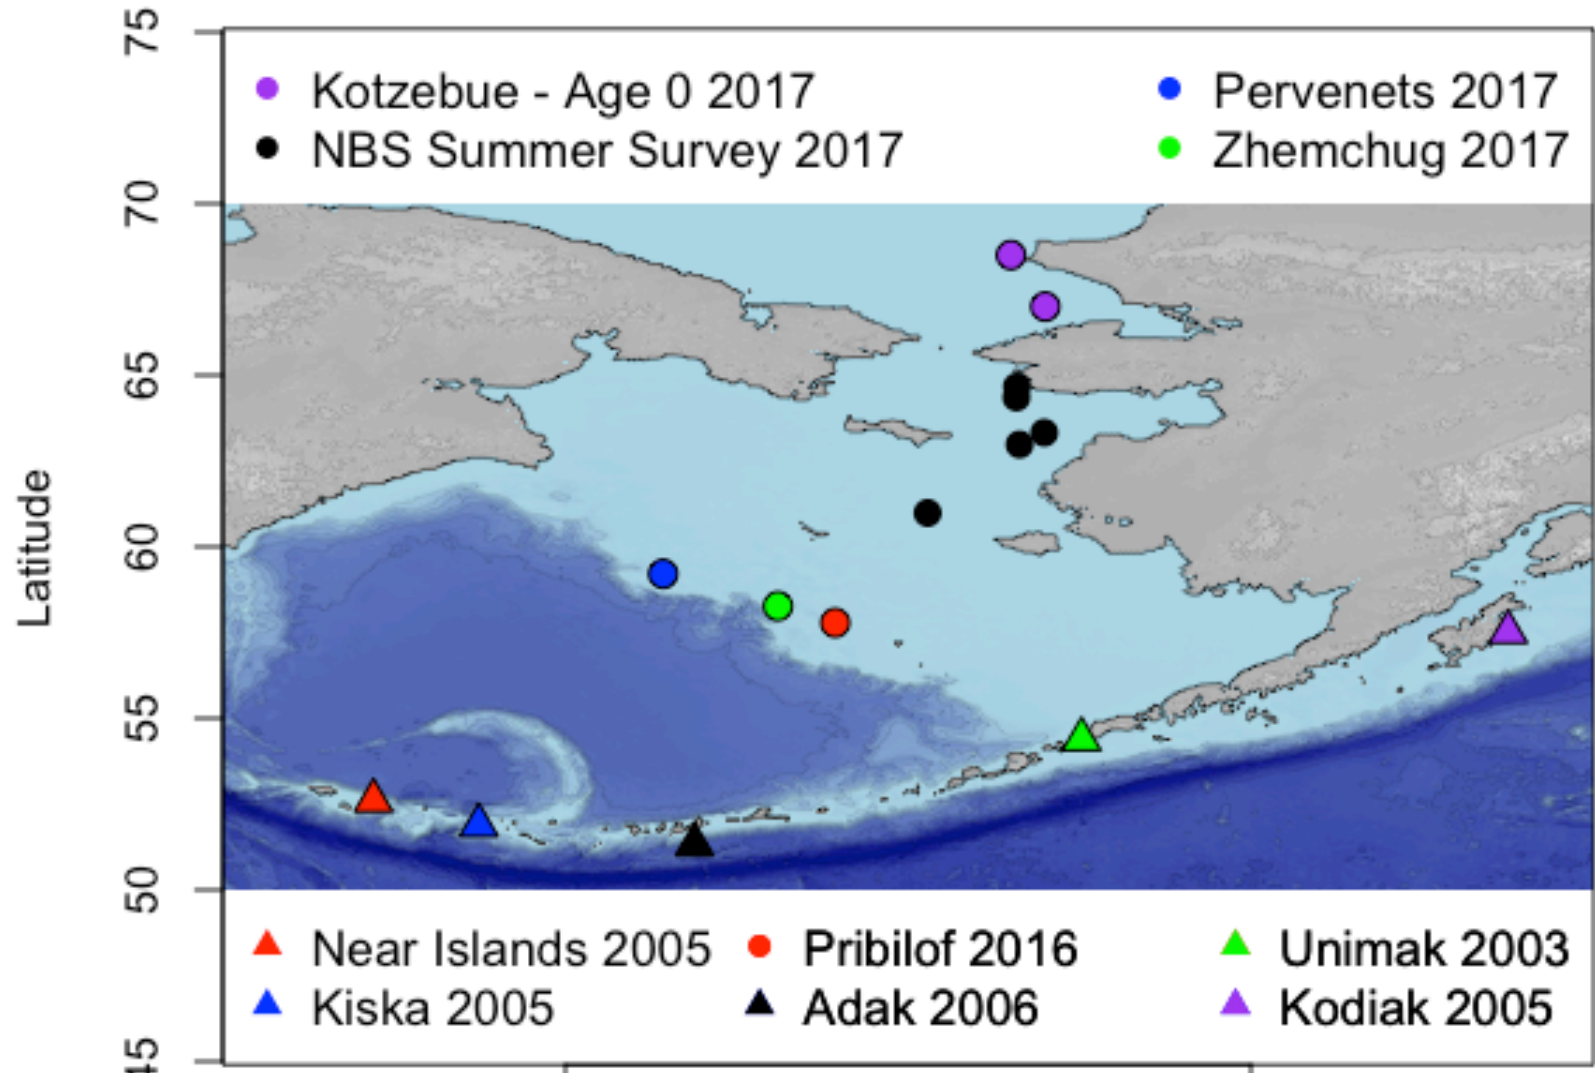 75
Kotzebue - Age 0 2017
Pervenets 2017
NBS Summer Survey 2017
Zhemchug 2017
70
65
Latitude
60
55
50
Near Islands 2005
Pribilof 2016
Unimak 2003
Kiska 2005
Adak 2006
Kodiak 2005
45